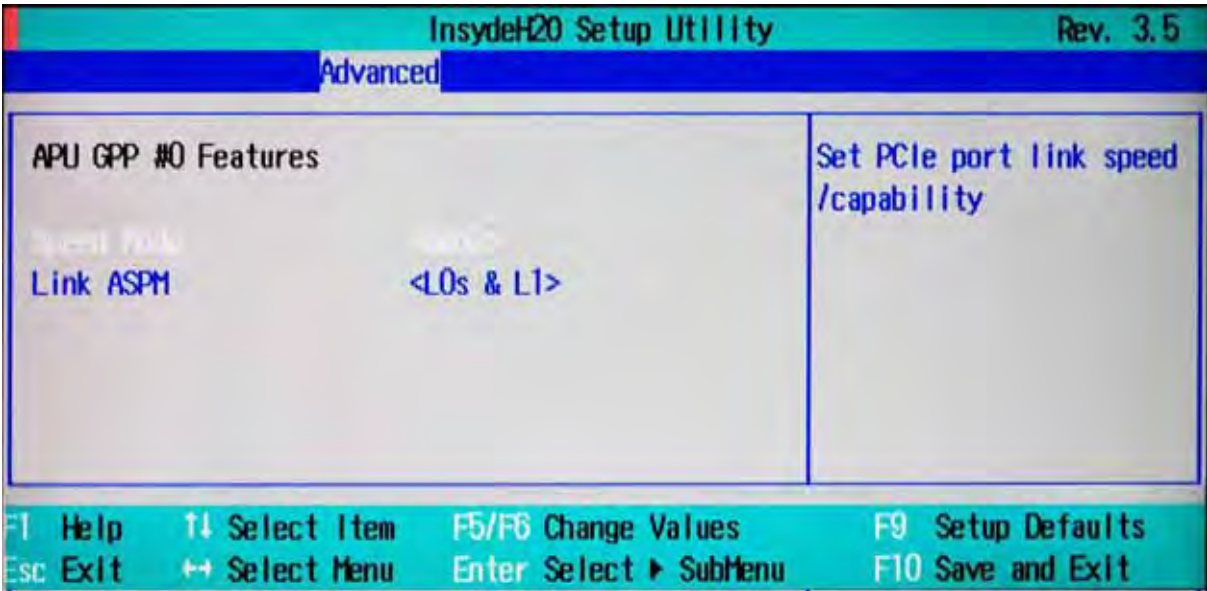 InsydeH20 Setup Utility Rev. 3.5
Advanced
APU GPP #0 Features
Set PCIe port link speed
/capability
Speed Mode
Link ASPM <L0s & L1>
F1 Help ↑↓ Select Item F5/F6 Change Values F9 Setup Defaults
Esc Exit ↔ Select Menu Enter Select ▶ SubMenu F10 Save and Exit